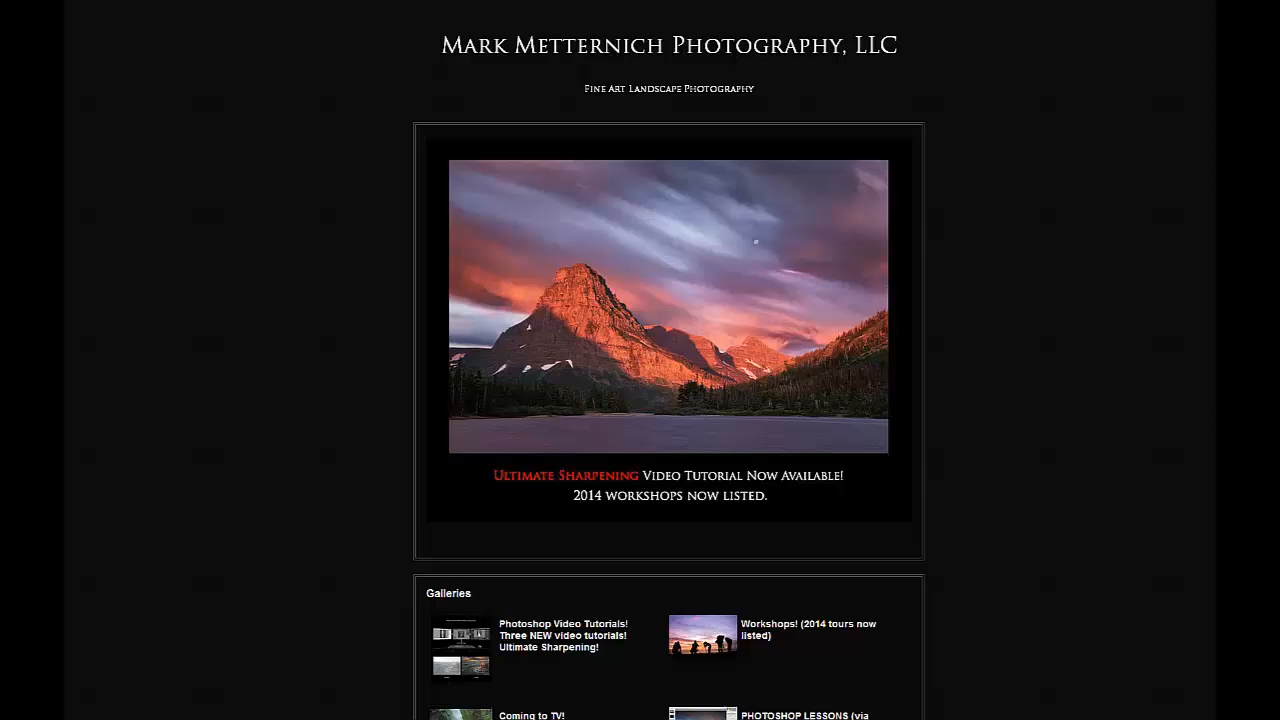 Mark Metternich Photography, LLC
Fine Art Landscape Photography
Ultimate Sharpening Video Tutorial Now Available!
2014 workshops now listed.
Galleries
Photoshop Video Tutorials!
Three NEW video tutorials!
Ultimate Sharpening!
Workshops! (2014 tours now
listed)
Coming to TV!
PHOTOSHOP LESSONS (via